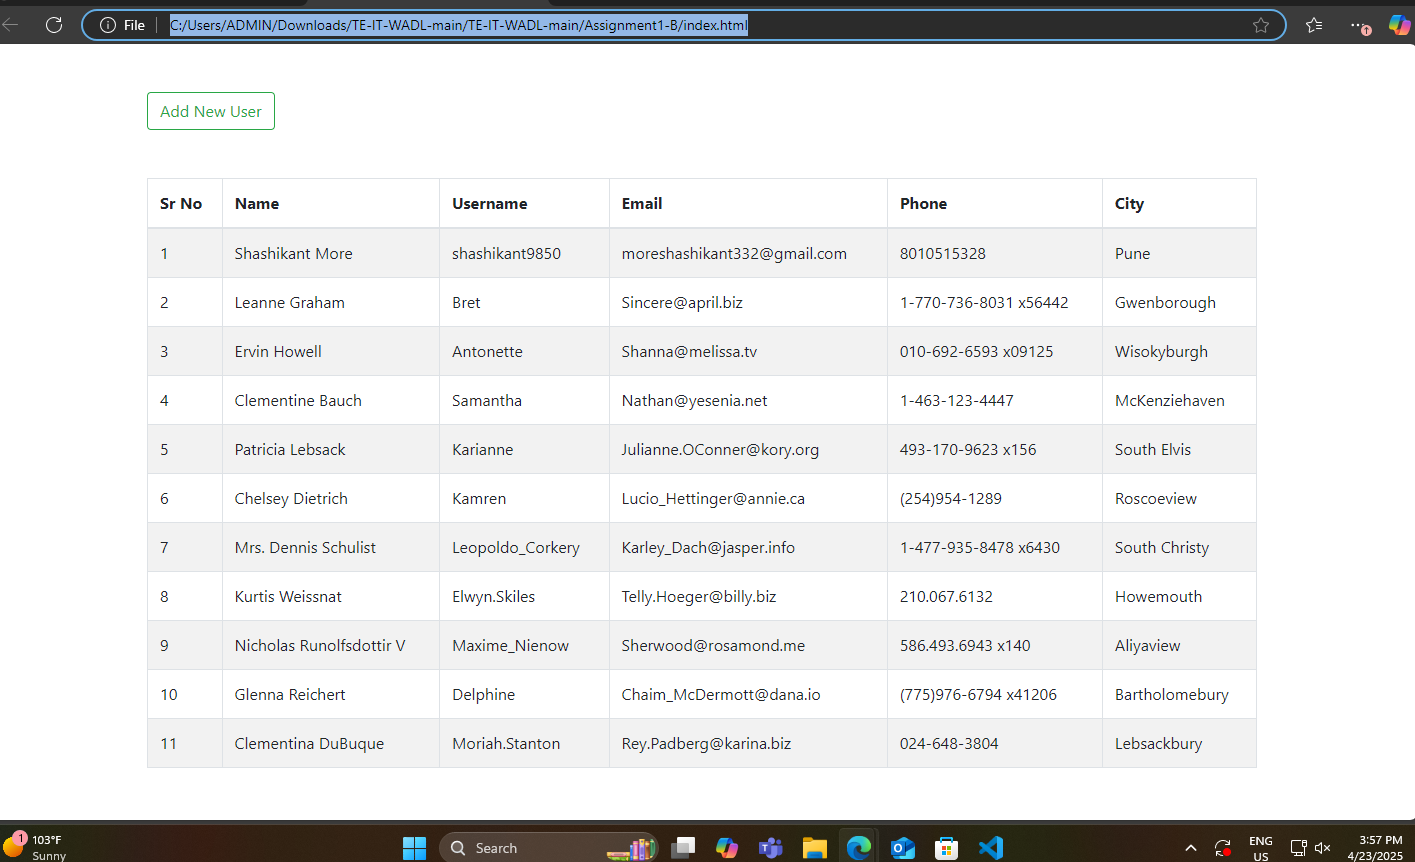 File C:/Users/ADMIN/Downloads/TE-IT-WADL-main/TE-IT-WADL-main/Assignment1-B/index.html
Add New User
Sr No Name Username Email Phone City
1 Shashikant More shashikant9850 moreshashikant332@gmail.com 8010515328 Pune
2 Leanne Graham Bret Sincere@april.biz 1-770-736-8031 x56442 Gwenborough
3 Ervin Howell Antonette Shanna@melissa.tv 010-692-6593 x09125 Wisokyburgh
4 Clementine Bauch Samantha Nathan@yesenia.net 1-463-123-4447 McKenziehaven
5 Patricia Lebsack Karianne Julianne.OConner@kory.org 493-170-9623 x156 South Elvis
6 Chelsey Dietrich Kamren Lucio_Hettinger@annie.ca (254)954-1289 Roscoeview
7 Mrs. Dennis Schulist Leopoldo_Corkery Karley_Dach@jasper.info 1-477-935-8478 x6430 South Christy
8 Kurtis Weissnat Elwyn.Skiles Telly.Hoeger@billy.biz 210.067.6132 Howemouth
9 Nicholas Runolfsdottir V Maxime_Nienow Sherwood@rosamond.me 586.493.6943 x140 Aliyaview
10 Glenna Reichert Delphine Chaim_McDermott@dana.io (775)976-6794 x41206 Bartholomebury
11 Clementina DuBuque Moriah.Stanton Rey.Padberg@karina.biz 024-648-3804 Lebsackbury
1 103°F Search ENG 3:57 PM
Sunny US 4/23/2025